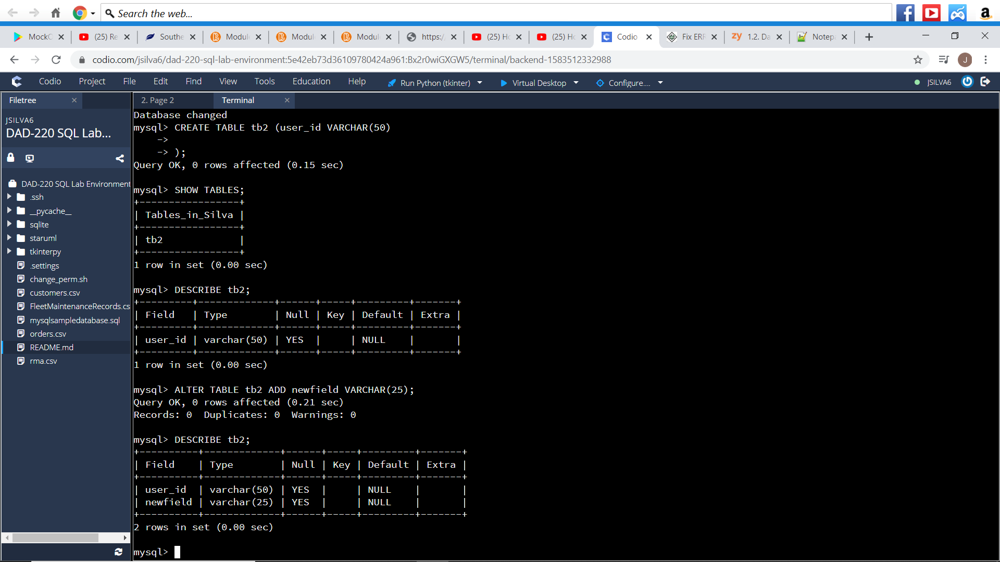 Search the web...
MockC
(25) Re
Southe
Modul
Modul
Modul
https:/
(25) Ho
(25) Ho
Codio
Fix ERR
zy 1.2. Da
Notep
codio.com/jsilva6/dad-220-sql-lab-environment:5e42eb73d36109780424a961:Bx2r0wiGXGW5/terminal/backend-1583512332988
J
Codio Project File Edit Find View Tools Education Help Run Python (tkinter) Virtual Desktop Configure.... JSILVA6
Filetree
2. Page 2
Terminal
JSILVA6
DAD-220 SQL Lab...
DAD-220 SQL Lab Environment
.ssh
__pycache__
sqlite
staruml
tkinterpy
.settings
change_perm.sh
customers.csv
FleetMaintenanceRecords.cs
mysqlsampledatabase.sql
orders.csv
README.md
rma.csv
Database changed
mysql> CREATE TABLE tb2 (user_id VARCHAR(50)
    ->
    -> );
Query OK, 0 rows affected (0.15 sec)
mysql> SHOW TABLES;
+-----------------+
| Tables_in_Silva |
+-----------------+
| tb2             |
+-----------------+
1 row in set (0.00 sec)
mysql> DESCRIBE tb2;
+---------+-------------+------+-----+---------+-------+
| Field   | Type        | Null | Key | Default | Extra |
+---------+-------------+------+-----+---------+-------+
| user_id | varchar(50) | YES  |     | NULL    |       |
+---------+-------------+------+-----+---------+-------+
1 row in set (0.00 sec)
mysql> ALTER TABLE tb2 ADD newfield VARCHAR(25);
Query OK, 0 rows affected (0.21 sec)
Records: 0  Duplicates: 0  Warnings: 0
mysql> DESCRIBE tb2;
+----------+-------------+------+-----+---------+-------+
| Field    | Type        | Null | Key | Default | Extra |
+----------+-------------+------+-----+---------+-------+
| user_id  | varchar(50) | YES  |     | NULL    |       |
| newfield | varchar(25) | YES  |     | NULL    |       |
+----------+-------------+------+-----+---------+-------+
2 rows in set (0.00 sec)
mysql>